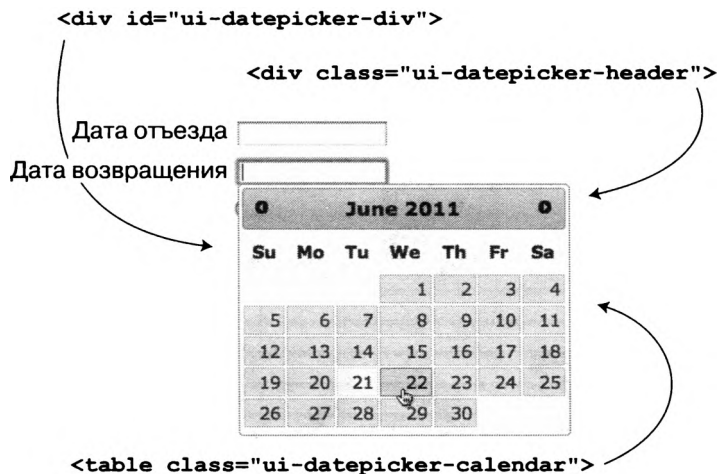 <div id="ui-datepicker-div">
<div class="ui-datepicker-header">
Дата отъезда
Дата возвращения
June 2011
Su Mo Tu We Th Fr Sa
1 2 3 4
5 6 7 8 9 10 11
12 13 14 15 16 17 18
19 20 21 22 23 24 25
26 27 28 29 30
<table class="ui-datepicker-calendar">